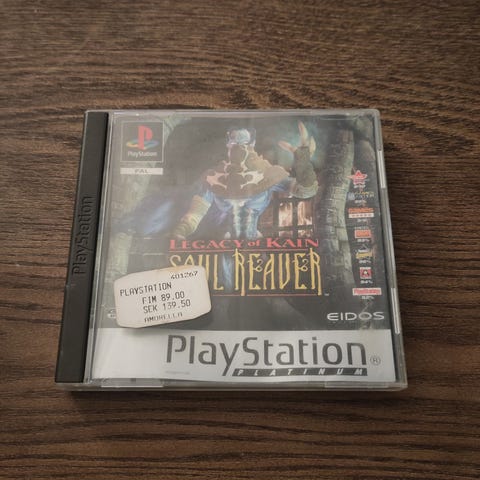 PlayStation
PlayStation
PAL
LEGACY of KAIN
SOUL REAVER
401267
PLAYSTATION
FIM 89.00
SEK 139.50
AMORELLA
EIDOS
PlayStation®
PLATINUM